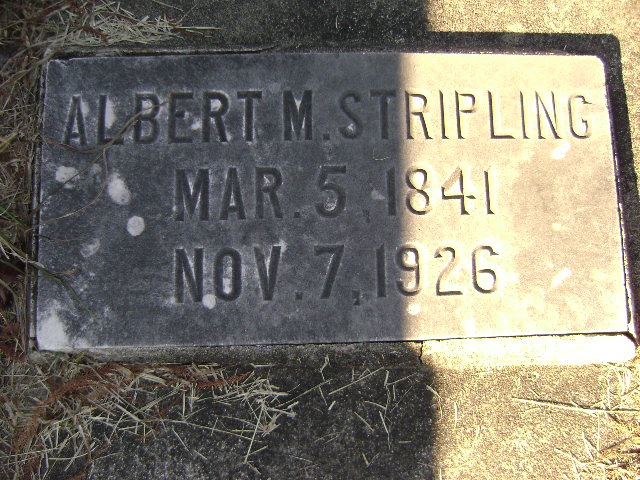 ALBERT M. STRIPLING
MAR. 5, 1841
NOV. 7, 1926